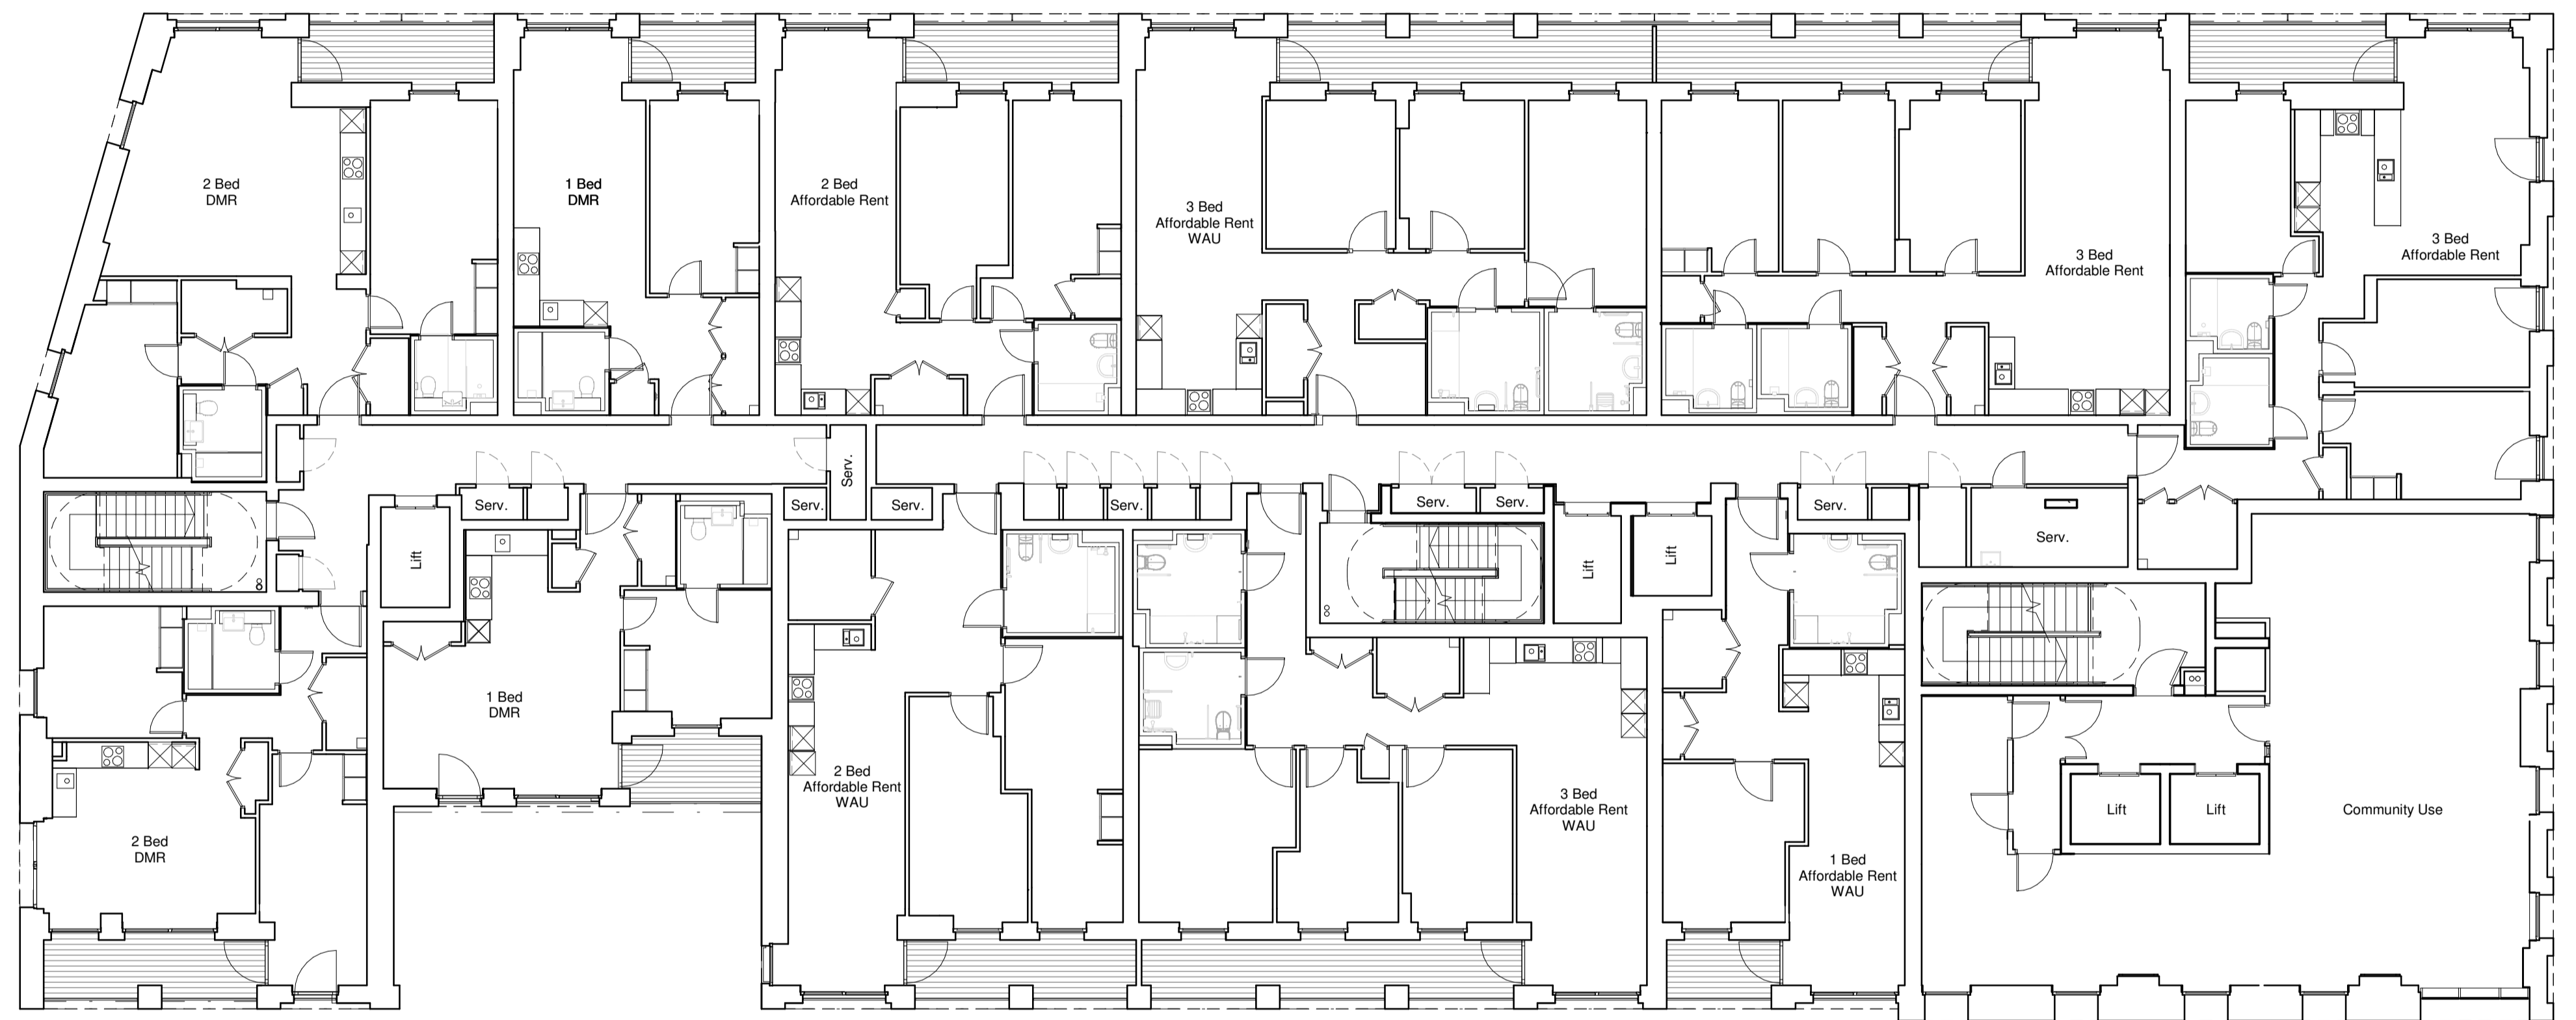 2 Bed
DMR
1 Bed
DMR
2 Bed
Affordable Rent
3 Bed
Affordable Rent
WAU
3 Bed
Affordable Rent
3 Bed
Affordable Rent
Serv.
Serv.
Serv.
Serv.
Serv.
Serv.
Serv.
Serv.
Serv.
Lift
Lift
Lift
1 Bed
DMR
2 Bed
DMR
2 Bed
Affordable Rent
WAU
3 Bed
Affordable Rent
WAU
1 Bed
Affordable Rent
WAU
Lift
Lift
Community Use